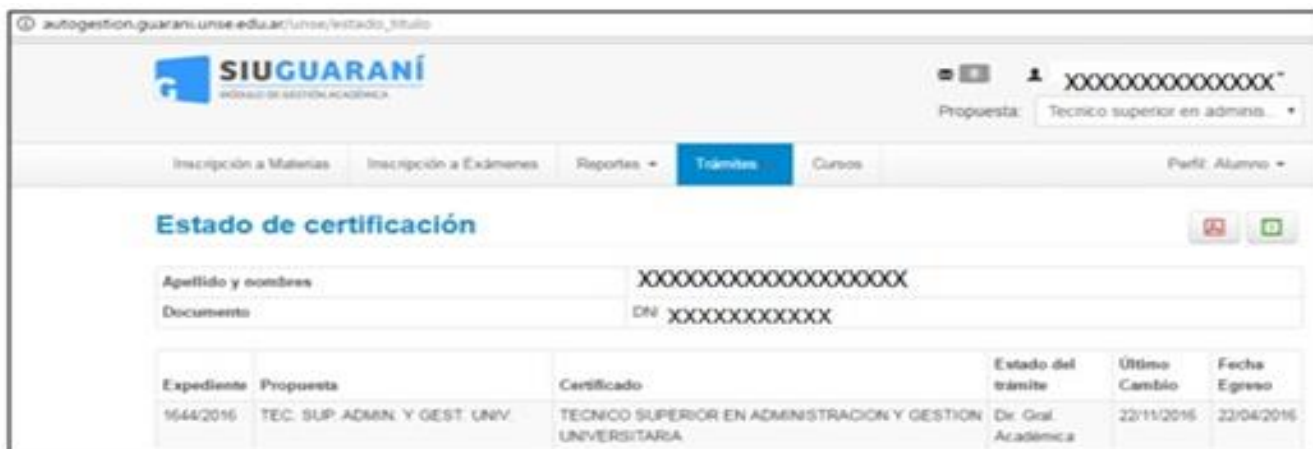 autogestion.guarani.unse.edu.ar/unse/estado_titulo
SIUGUARANÍ
MÓDULO DE GESTIÓN ACADÉMICA
XXXXXXXXXXXXXXX
Propuesta: Tecnico superior en adminis...
Inscripción a Materias Inscripción a Exámenes Reportes Trámites Cursos Perfil: Alumno
Estado de certificación
Apellido y nombres XXXXXXXXXXXXXXXXXXX
Documento DNI XXXXXXXXXXX
Expediente Propuesta Certificado Estado del trámite Último Cambio Fecha Egreso
1644/2016 TEC. SUP. ADMIN. Y GEST. UNIV. TECNICO SUPERIOR EN ADMINISTRACION Y GESTION UNIVERSITARIA Dir. Gral. Académica 22/11/2016 22/04/2016